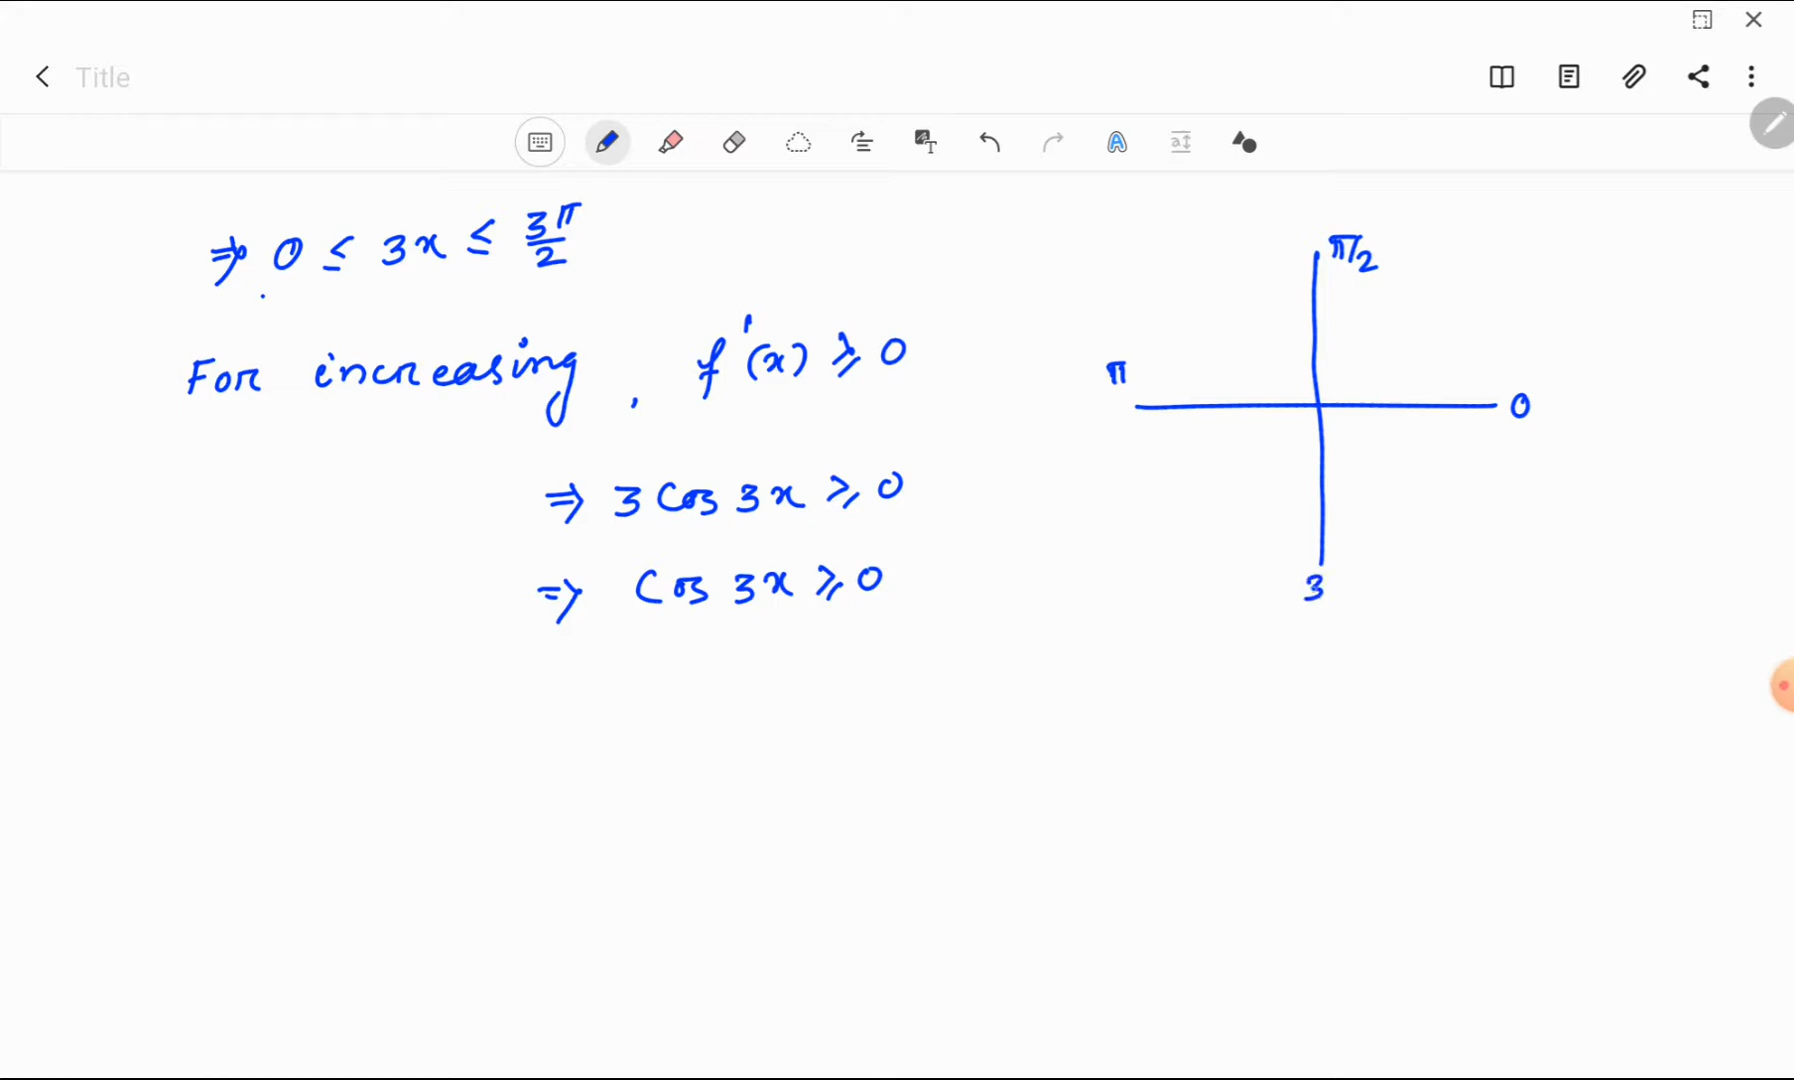 Title
⇒ 0 ≤ 3x ≤ 3π/2
For increasing, f'(x) ≥ 0
⇒ 3 Cos 3x ≥ 0
⇒ Cos 3x ≥ 0
π/2
π
0
3